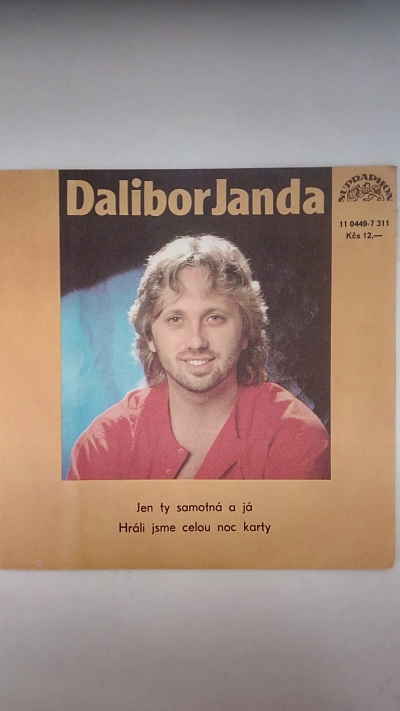 DaliborJanda
SUPRAPHON
11 0449-7 311
Kčs 12,—
Jen ty samotná a já
Hráli jsme celou noc karty